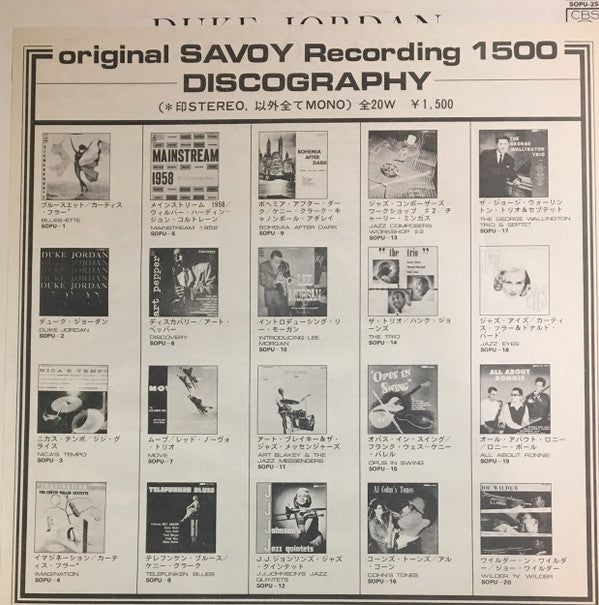 DUKE JORDAN
SOPU-25
CBS
original SAVOY Recording 1500
DISCOGRAPHY
(*印STEREO, 以外全てMONO) 全20W ￥1,500
ブルースエット/カーティス・フラー*
BLUES-ETTE
SOPU-1
MAINSTREAM
1958
メインストリーム 1958/
ウィルバー・ハーディン~ジョン・コルトレーン
MAINSTREAM 1958
SOPU-5
BOHEMIA
AFTER DARK
ボヘミア・アフター・ダーク/ケニー・クラーク~キャノンボール・アダレイ
BOHEMIA AFTER DARK
SOPU-9
ジャズ・コンポーザーズ・
ワークショップ #2/チャーリー・ミンガス
JAZZ COMPOSERS
WORKSHOP #2
SOPU-13
THE
GEORGE
WALLINGTON
TRIO
ザ・ジョージ・ウォーリントン・トリオ&セプテット
THE GEORGE WALLINGTON
TRIO & SEPTET
SOPU-17
DUKE JORDAN
DUKE JORDAN
DUKE JORDAN
デューク・ジョーダン
DUKE JORDAN
SOPU-2
art pepper
ディスカバリー/アート・
ペッパー
DISCOVERY
SOPU-6
LEE
MORGAN
イントロデューシング・リー・モーガン
INTRODUCING LEE
MORGAN
SOPU-10
the trio
ザ・トリオ/ハンク・ジョーンズ
THE TRIO
SOPU-14
ジャズ・アイズ/カーティス・フラー&ドナルド・
バード
JAZZ EYES
SOPU-18
NICA'S TEMPO
ニカズ・テンポ/ジジ・グライス
NICA'S TEMPO
SOPU-3
MOVE
ムーブ/レッド・ノーヴォ・
トリオ
MOVE
SOPU-7
アート・ブレイキー&ザ・
ジャズ・メッセンジャーズ
ART BLAKEY & THE
JAZZ MESSENGERS
SOPU-11
OPUS IN
SWING
オパス・イン・スイング/
フランク・ウェス~ケニー・
バレル
OPUS IN SWING
SOPU-15
ALL ABOUT
RONNIE
オール・アバウト・ロニー
/ロニー・ボール
ALL ABOUT RONNIE
SOPU-19
イマジネーション/カーティス・フラー*
IMAGINATION
SOPU-4
TELEFUNKEN BLUES
テレフンケン・ブルース/
ケニー・クラーク
TELEFUNKEN BLUES
SOPU-8
J
J
Johnson's
Jazz quintets
J.J.ジョンソンズ・ジャズ
・クインテット
J.J.JOHNSON'S JAZZ
QUINTETS
SOPU-12
Al Cohn's Tones
コーンズ・トーンズ/アル・
コーン
COHN'S TONES
SOPU-16
JOE WILDER
ワイルダー・ン・ワイルダー/ジョー・ワイルダー
WILDER 'N' WILDER
SOPU-20